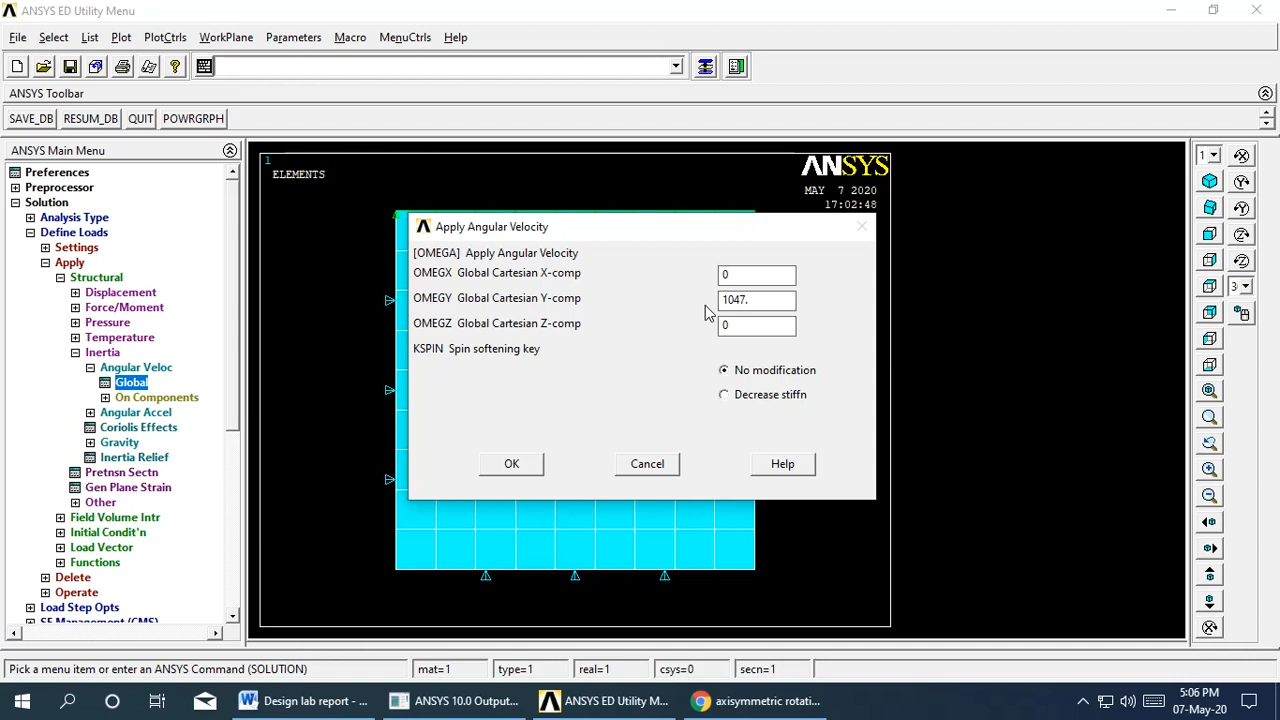 ANSYS ED Utility Menu
File Select List Plot PlotCtrls WorkPlane Parameters Macro MenuCtrls Help
ANSYS Toolbar
SAVE_DB RESUM_DB QUIT POWRGRPH
ANSYS Main Menu
Preferences
Preprocessor
Solution
Analysis Type
Define Loads
Settings
Apply
Structural
Displacement
Force/Moment
Pressure
Temperature
Inertia
Angular Veloc
Global
On Components
Angular Accel
Coriolis Effects
Gravity
Inertia Relief
Pretnsn Sectn
Gen Plane Strain
Other
Field Volume Intr
Initial Condit'n
Load Vector
Functions
Delete
Operate
Load Step Opts
SE Management (CMS)
1
ELEMENTS
ANSYS
MAY 7 2020
17:02:48
Apply Angular Velocity
[OMEGA] Apply Angular Velocity
OMEGX Global Cartesian X-comp 0
OMEGY Global Cartesian Y-comp 1047.
OMEGZ Global Cartesian Z-comp 0
KSPIN Spin softening key
No modification
Decrease stiffn
OK Cancel Help
1
3
Pick a menu item or enter an ANSYS Command (SOLUTION) mat=1 type=1 real=1 csys=0 secn=1
Design lab report - ... ANSYS 10.0 Output... ANSYS ED Utility M... axisymmetric rotati...
5:06 PM
07-May-20